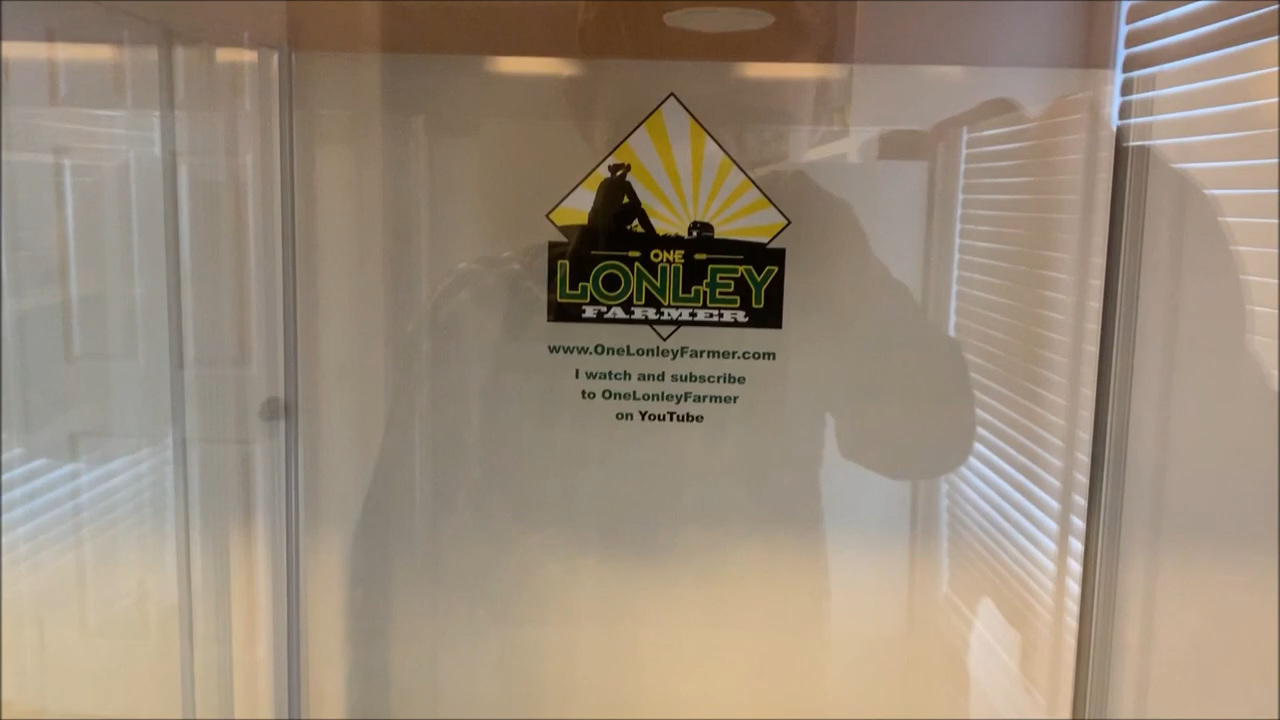 ONE
LONLEY
FARMER
www.OneLonleyFarmer.com
I watch and subscribe
to OneLonleyFarmer
on YouTube